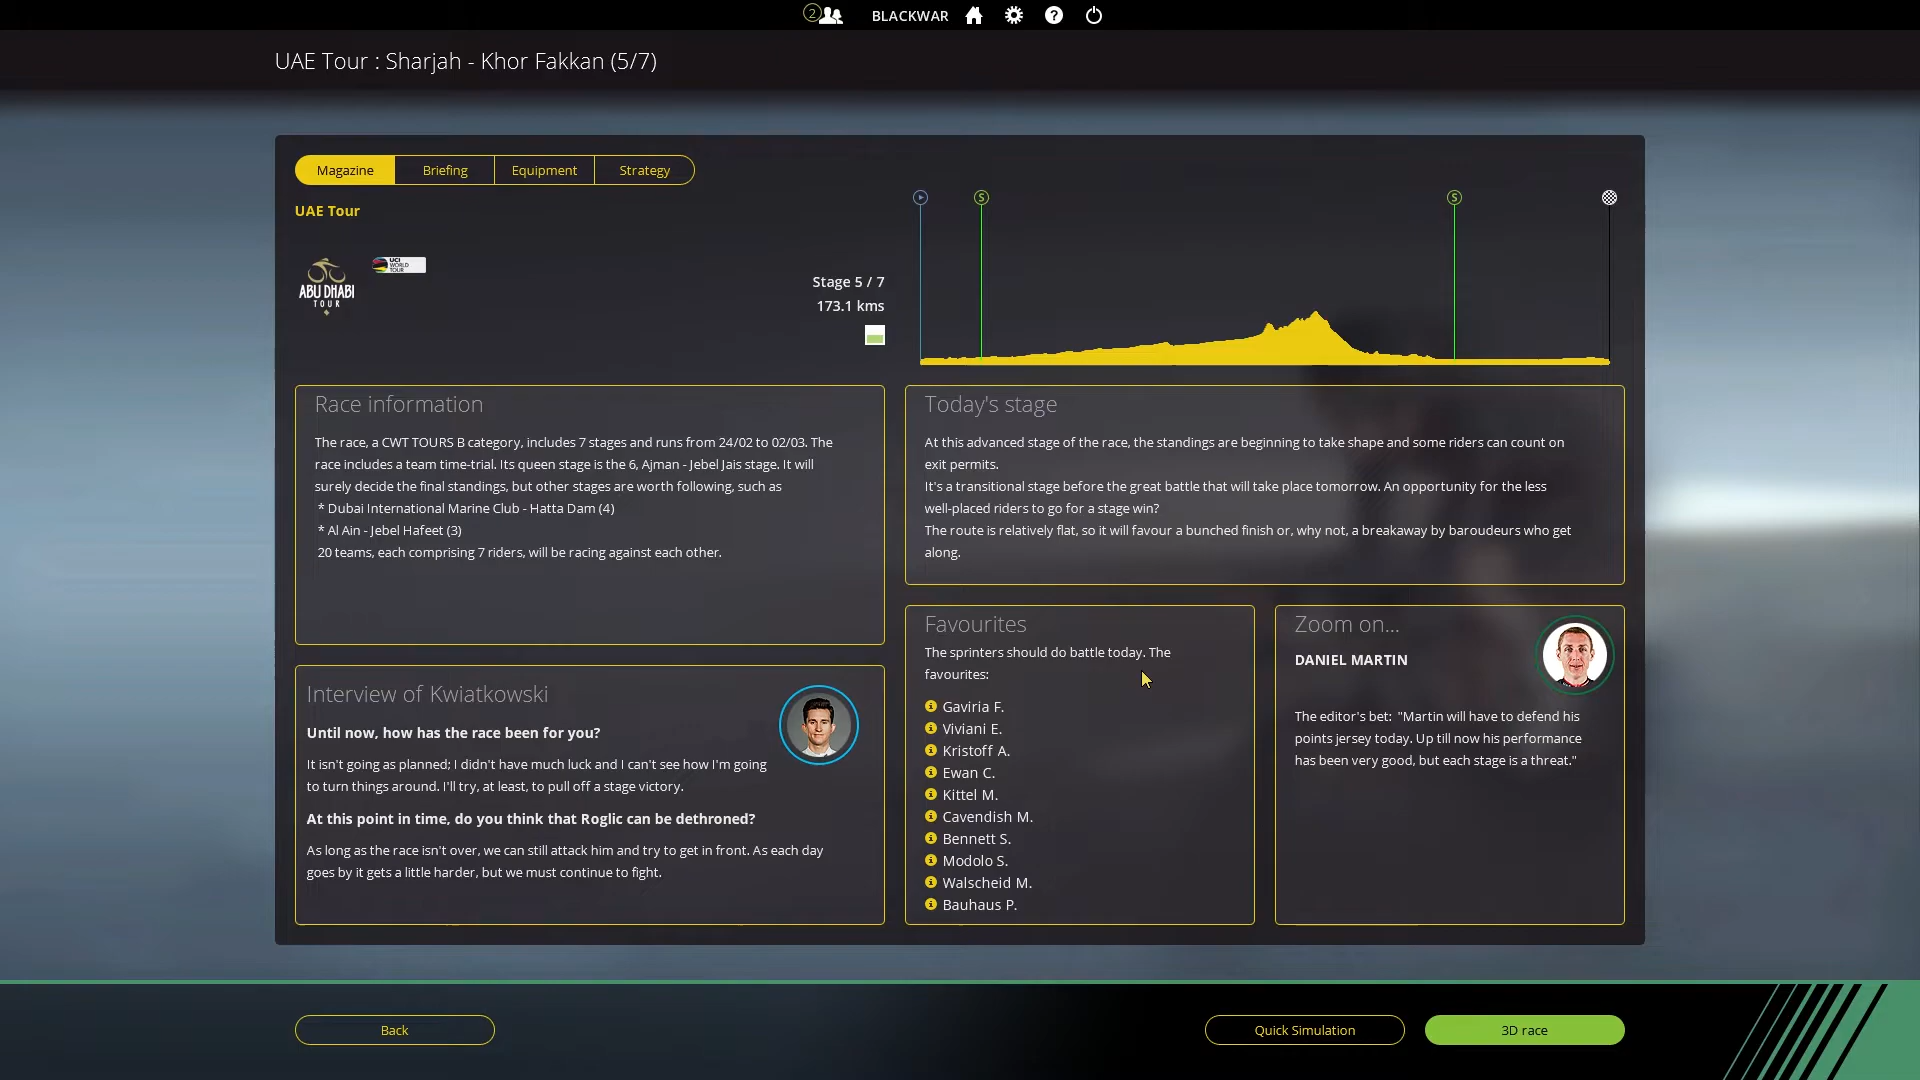 2
BLACKWAR
?
UAE Tour : Sharjah - Khor Fakkan (5/7)
Magazine
Briefing
Equipment
Strategy
UAE Tour
ABU DHABI
TOUR
UCI
WORLD
TOUR
Stage 5 / 7
173.1 kms
S
S
Race information
The race, a CWT TOURS B category, includes 7 stages and runs from 24/02 to 02/03. The
race includes a team time-trial. Its queen stage is the 6, Ajman - Jebel Jais stage. It will
surely decide the final standings, but other stages are worth following, such as
* Dubai International Marine Club - Hatta Dam (4)
* Al Ain - Jebel Hafeet (3)
20 teams, each comprising 7 riders, will be racing against each other.
Today's stage
At this advanced stage of the race, the standings are beginning to take shape and some riders can count on
exit permits.
It's a transitional stage before the great battle that will take place tomorrow. An opportunity for the less
well-placed riders to go for a stage win?
The route is relatively flat, so it will favour a bunched finish or, why not, a breakaway by baroudeurs who get
along.
Interview of Kwiatkowski
Until now, how has the race been for you?
It isn't going as planned; I didn't have much luck and I can't see how I'm going
to turn things around. I'll try, at least, to pull off a stage victory.
At this point in time, do you think that Roglic can be dethroned?
As long as the race isn't over, we can still attack him and try to get in front. As each day
goes by it gets a little harder, but we must continue to fight.
Favourites
The sprinters should do battle today. The
favourites:
Gaviria F.
Viviani E.
Kristoff A.
Ewan C.
Kittel M.
Cavendish M.
Bennett S.
Modolo S.
Walscheid M.
Bauhaus P.
Zoom on...
DANIEL MARTIN
The editor's bet: "Martin will have to defend his
points jersey today. Up till now his performance
has been very good, but each stage is a threat."
Back
Quick Simulation
3D race